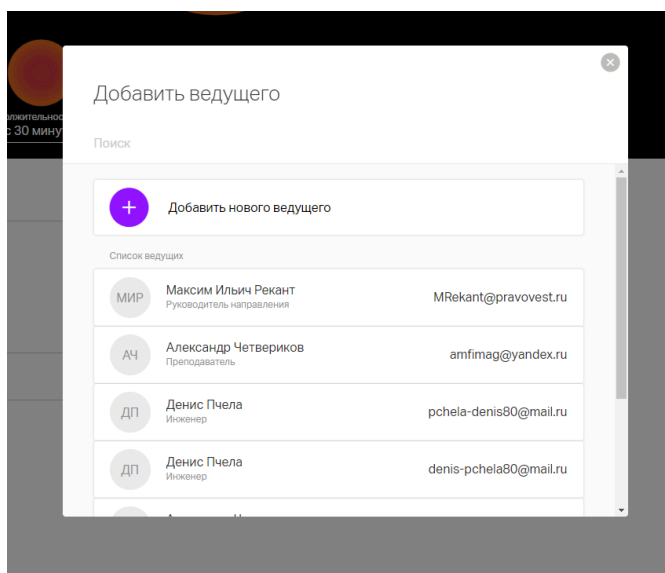 Добавить ведущего
должительнос
с 30 мину
Поиск
Добавить нового ведущего
Список ведущих
МИР
Максим Ильич Рекант
Руководитель направления
MRekant@pravovest.ru
АЧ
Александр Четвериков
Преподаватель
amfimag@yandex.ru
ДП
Денис Пчела
Инженер
pchela-denis80@mail.ru
ДП
Денис Пчела
Инженер
denis-pchela80@mail.ru